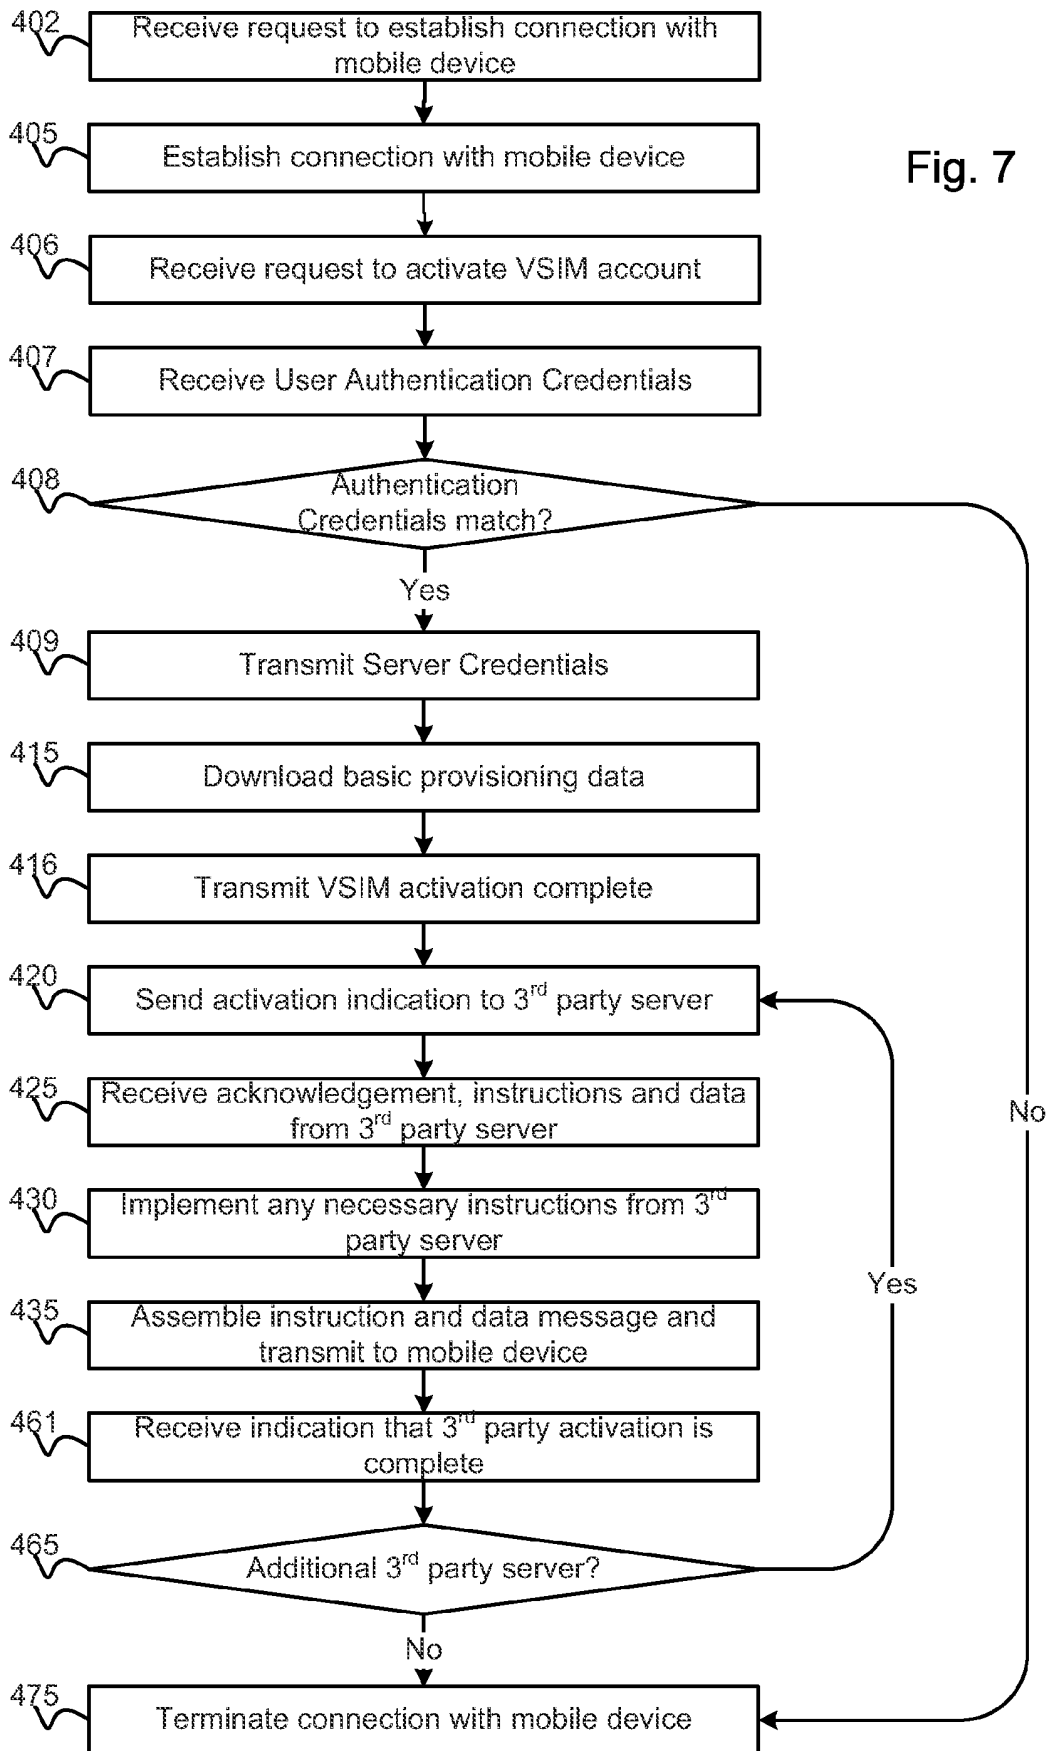 402
Receive request to establish connection with
mobile device
405
Establish connection with mobile device
Fig. 7
406
Receive request to activate VSIM account
407
Receive User Authentication Credentials
408
Authentication
Credentials match?
Yes
409
Transmit Server Credentials
415
Download basic provisioning data
416
Transmit VSIM activation complete
420
Send activation indication to 3rd party server
425
Receive acknowledgement, instructions and data
from 3rd party server
No
430
Implement any necessary instructions from 3rd
party server
Yes
435
Assemble instruction and data message and
transmit to mobile device
461
Receive indication that 3rd party activation is
complete
465
Additional 3rd party server?
No
475
Terminate connection with mobile device